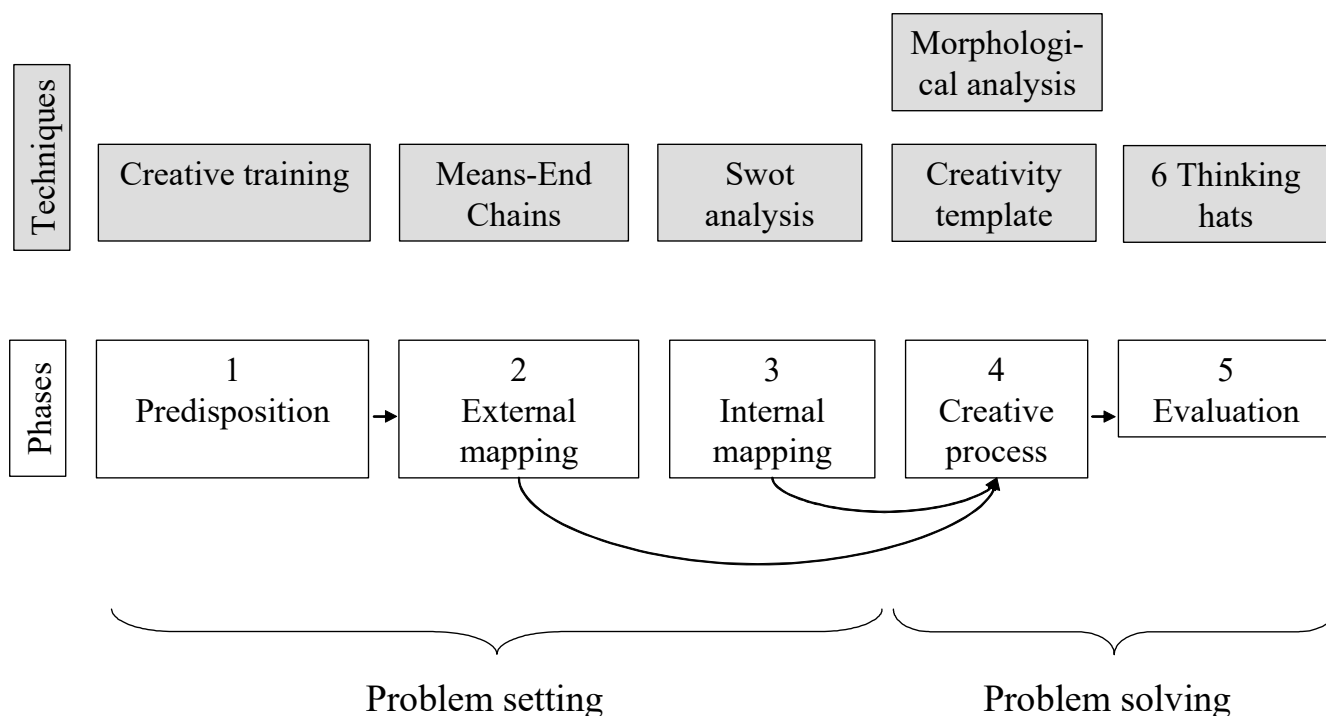 Morphologi-
cal analysis
Techniques
Creative training
Means-End
Chains
Swot
analysis
Creativity
template
6 Thinking
hats
Phases
1
Predisposition
2
External
mapping
3
Internal
mapping
4
Creative
process
5
Evaluation
Problem setting
Problem solving